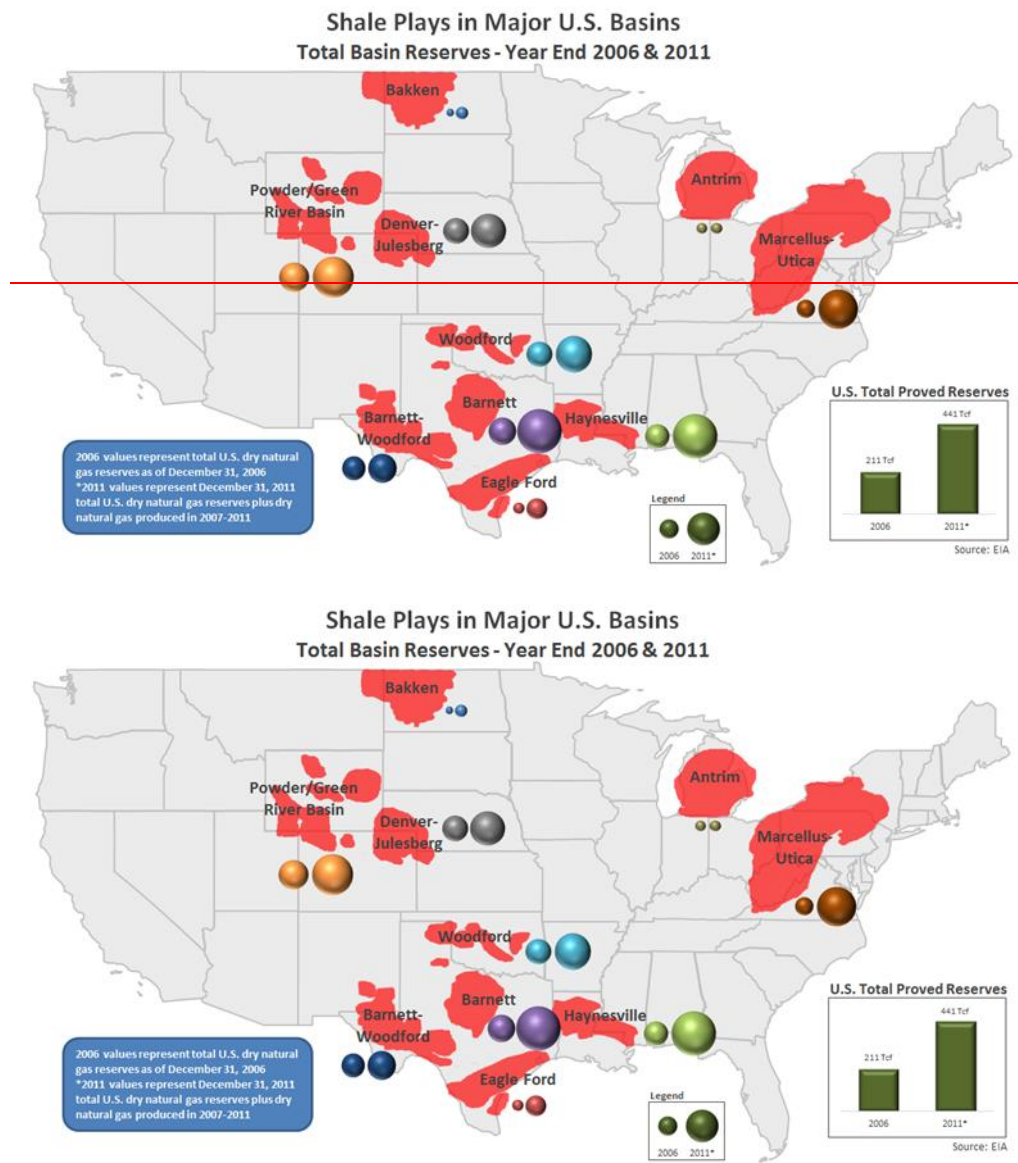 Shale Plays in Major U.S. Basins
Total Basin Reserves - Year End 2006 & 2011
Bakken
Antrim
Powder/Green
River Basin
Denver-
Julesberg
Marcellus-
Utica
Woodford
Barnett
Haynesville
Barnett-
Woodford
Eagle Ford
2006 values represent total U.S. dry natural
gas reserves as of December 31, 2006
*2011 values represent December 31, 2011
total U.S. dry natural gas reserves plus dry
natural gas produced in 2007-2011
Legend
2006 2011*
U.S. Total Proved Reserves
441 Tcf
211 Tcf
2006 2011*
Source: EIA
Shale Plays in Major U.S. Basins
Total Basin Reserves - Year End 2006 & 2011
Bakken
Antrim
Powder/Green
River Basin
Denver-
Julesberg
Marcellus-
Utica
Woodford
Barnett
Haynesville
Barnett-
Woodford
Eagle Ford
2006 values represent total U.S. dry natural
gas reserves as of December 31, 2006
*2011 values represent December 31, 2011
total U.S. dry natural gas reserves plus dry
natural gas produced in 2007-2011
Legend
2006 2011*
U.S. Total Proved Reserves
441 Tcf
211 Tcf
2006 2011*
Source: EIA